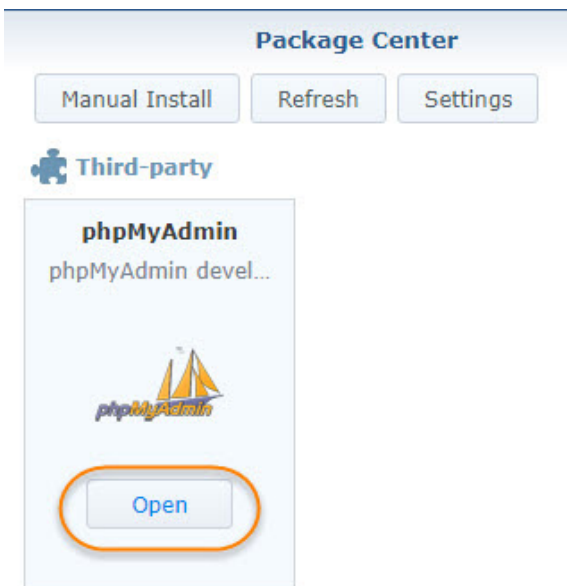 Package Center
Manual Install Refresh Settings
Third-party
phpMyAdmin
phpMyAdmin devel...
phpMyAdmin
Open